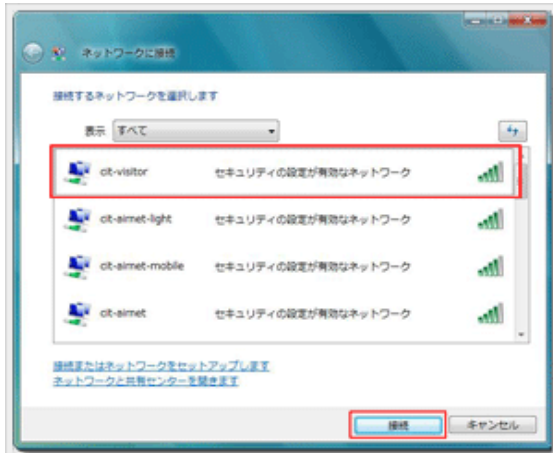 ネットワークに接続
接続するネットワークを選択します
表示 すべて
cit-visitor セキュリティの設定が有効なネットワーク
cit-airnet-light セキュリティの設定が有効なネットワーク
cit-airnet-mobile セキュリティの設定が有効なネットワーク
cit-airnet セキュリティの設定が有効なネットワーク
接続またはネットワークをセットアップします
ネットワークと共有センターを開きます
接続 キャンセル